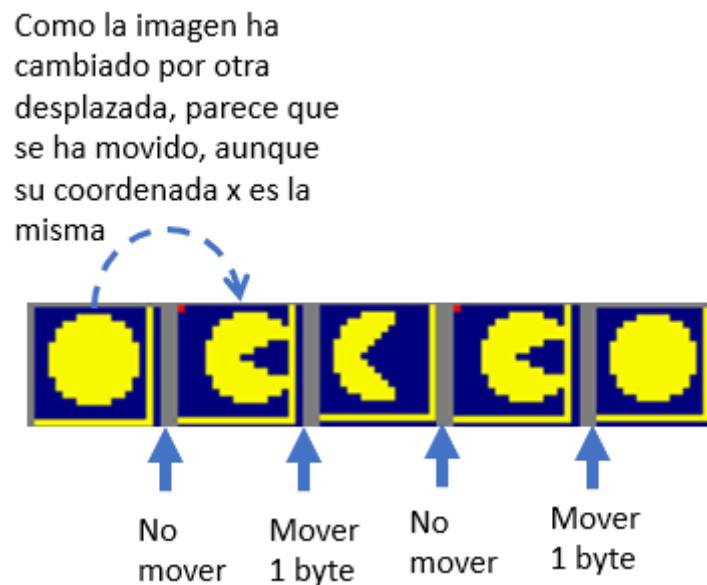 Como la imagen ha
cambiado por otra
desplazada, parece que
se ha movido, aunque
su coordenada x es la
misma
No
mover
Mover
1 byte
No
mover
Mover
1 byte